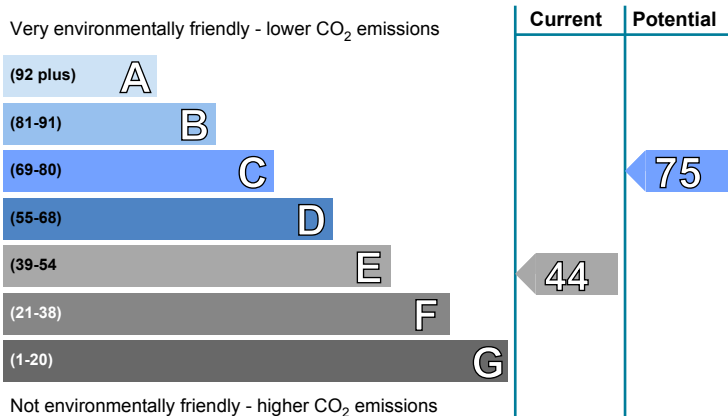 Very environmentally friendly - lower CO2 emissions
Current
Potential
(92 plus) A
(81-91) B
(69-80) C
75
(55-68) D
(39-54 E
44
(21-38) F
(1-20) G
Not environmentally friendly - higher CO2 emissions